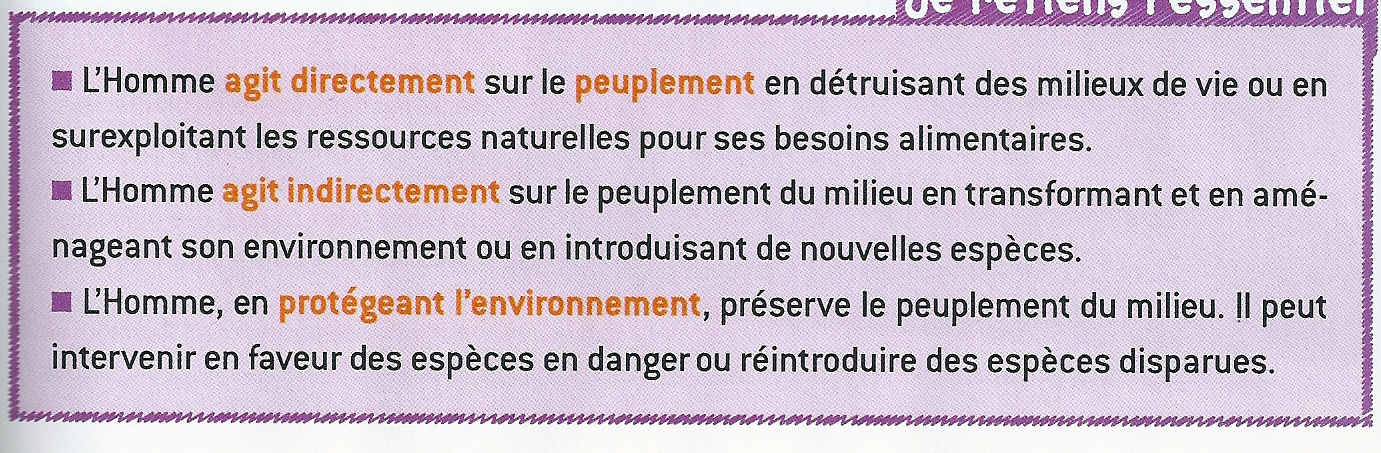 Je retiens l'essentiel
■ L'Homme agit directement sur le peuplement en détruisant des milieux de vie ou en
surexploitant les ressources naturelles pour ses besoins alimentaires.
■ L'Homme agit indirectement sur le peuplement du milieu en transformant et en amé-
nageant son environnement ou en introduisant de nouvelles espèces.
■ L'Homme, en protégeant l'environnement, préserve le peuplement du milieu. Il peut
intervenir en faveur des espèces en danger ou réintroduire des espèces disparues.